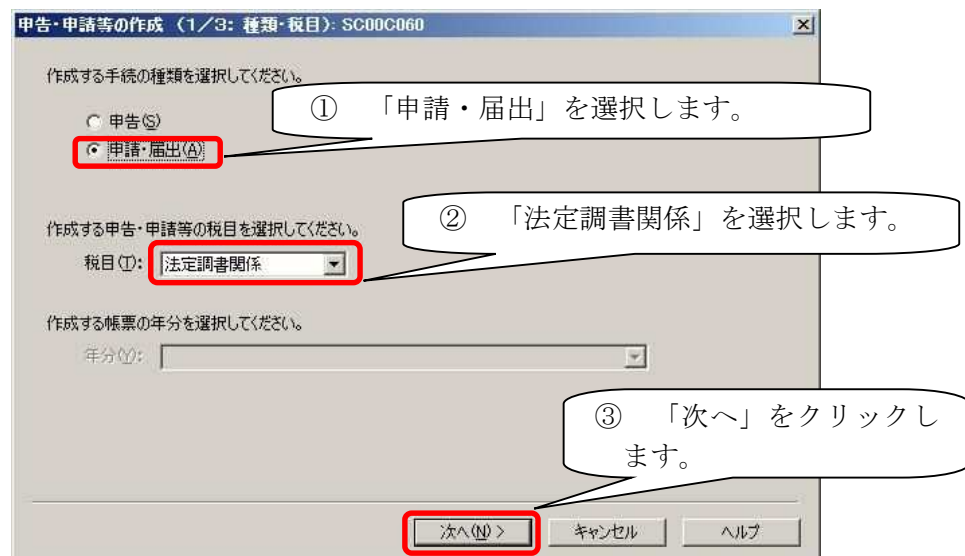 申告・申請等の作成 (1/3: 種類・税目): SC00C060
作成する手続の種類を選択してください。
① 「申請・届出」を選択します。
申告(S)
申請・届出(A)
② 「法定調書関係」を選択します。
作成する申告・申請等の税目を選択してください。
税目(T): 法定調書関係
作成する帳票の年分を選択してください。
年分(Y):
③ 「次へ」をクリックし
ます。
次へ(N) >
キャンセル
ヘルプ